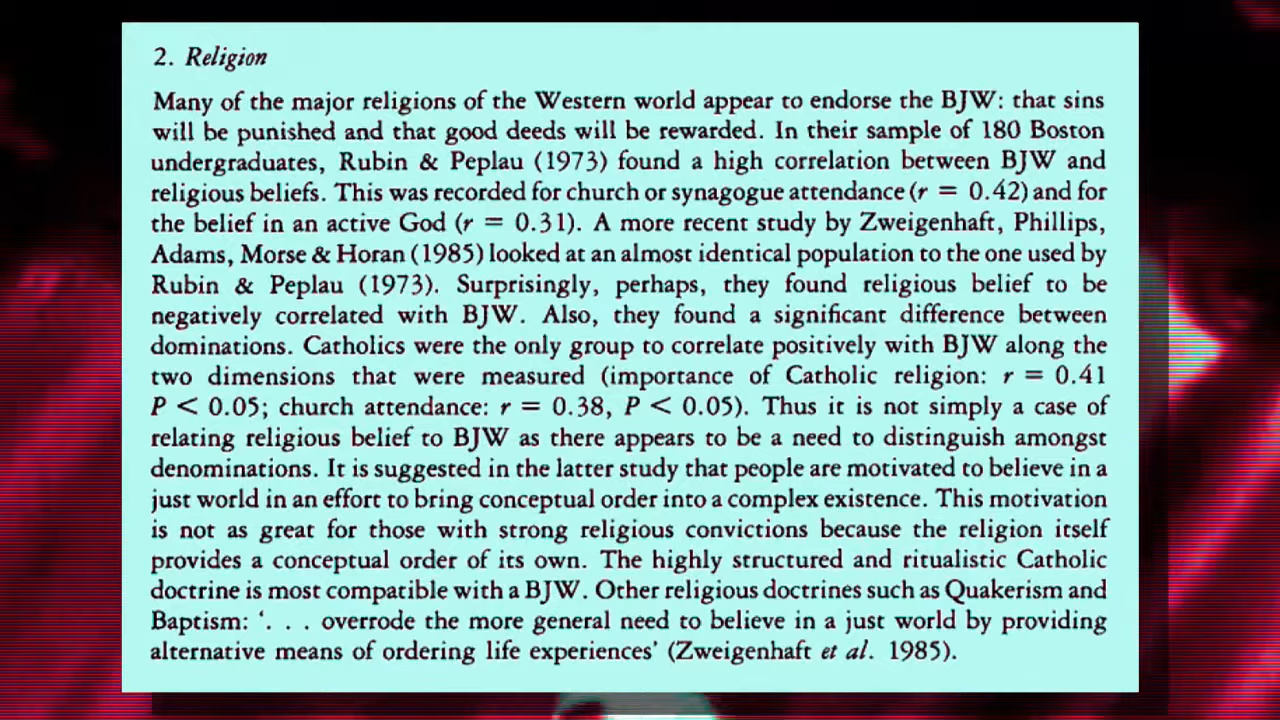 2. Religion
Many of the major religions of the Western world appear to endorse the BJW: that sins
will be punished and that good deeds will be rewarded. In their sample of 180 Boston
undergraduates, Rubin & Peplau (1973) found a high correlation between BJW and
religious beliefs. This was recorded for church or synagogue attendance (r = 0.42) and for
the belief in an active God (r = 0.31). A more recent study by Zweigenhaft, Phillips,
Adams, Morse & Horan (1985) looked at an almost identical population to the one used by
Rubin & Peplau (1973). Surprisingly, perhaps, they found religious belief to be
negatively correlated with BJW. Also, they found a significant difference between
dominations. Catholics were the only group to correlate positively with BJW along the
two dimensions that were measured (importance of Catholic religion: r = 0.41
P < 0.05; church attendance: r = 0.38, P < 0.05). Thus it is not simply a case of
relating religious belief to BJW as there appears to be a need to distinguish amongst
denominations. It is suggested in the latter study that people are motivated to believe in a
just world in an effort to bring conceptual order into a complex existence. This motivation
is not as great for those with strong religious convictions because the religion itself
provides a conceptual order of its own. The highly structured and ritualistic Catholic
doctrine is most compatible with a BJW. Other religious doctrines such as Quakerism and
Baptism: '. . . overrode the more general need to believe in a just world by providing
alternative means of ordering life experiences' (Zweigenhaft et al. 1985).